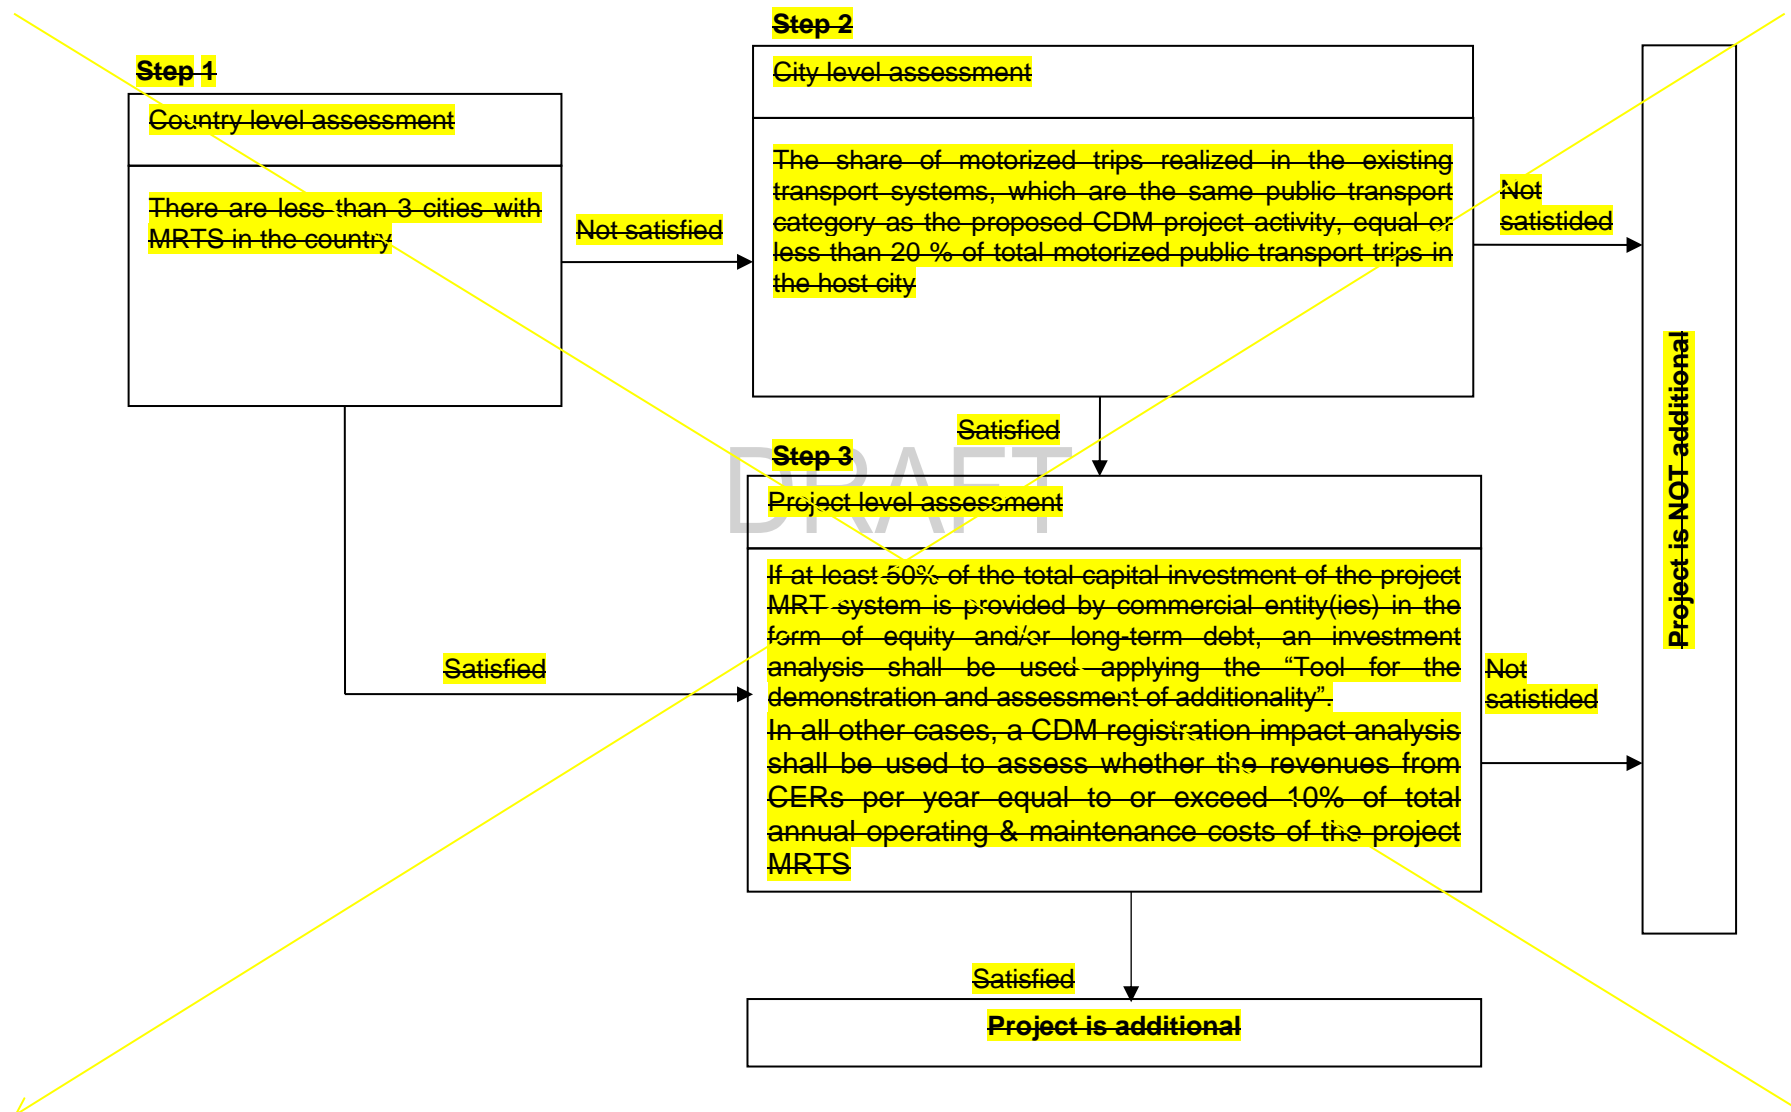 Step 1
Country level assessment
There are less than 3 cities with
MRTS in the country
Not satisfied
Step 2
City level assessment
The share of motorized trips realized in the existing
transport systems, which are the same public transport
category as the proposed CDM project activity, equal or
less than 20 % of total motorized public transport trips in
the host city
Not
satistided
Satisfied
Satisfied
Step 3
DRAFT
Project level assessment
If at least 50% of the total capital investment of the project
MRT system is provided by commercial entity(ies) in the
form of equity and/or long-term debt, an investment
analysis shall be used applying the “Tool for the
demonstration and assessment of additionality”.
In all other cases, a CDM registration impact analysis
shall be used to assess whether the revenues from
CERs per year equal to or exceed 10% of total
annual operating & maintenance costs of the project
MRTS
Not
satistided
Project is NOT additional
Satisfied
Project is additional